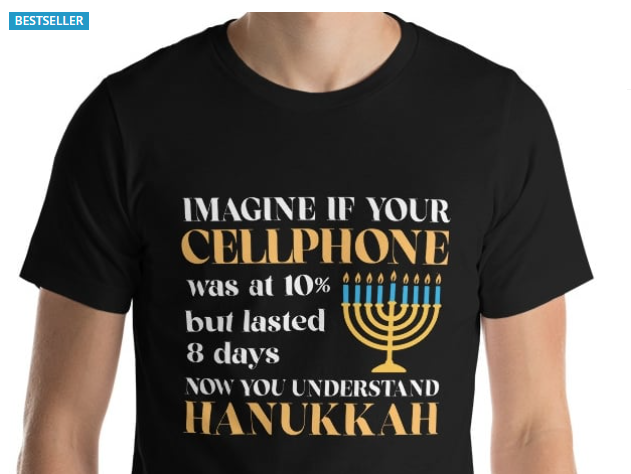 BESTSELLER
IMAGINE IF YOUR
CELLPHONE
was at 10%
but lasted
8 days
NOW YOU UNDERSTAND
HANUKKAH